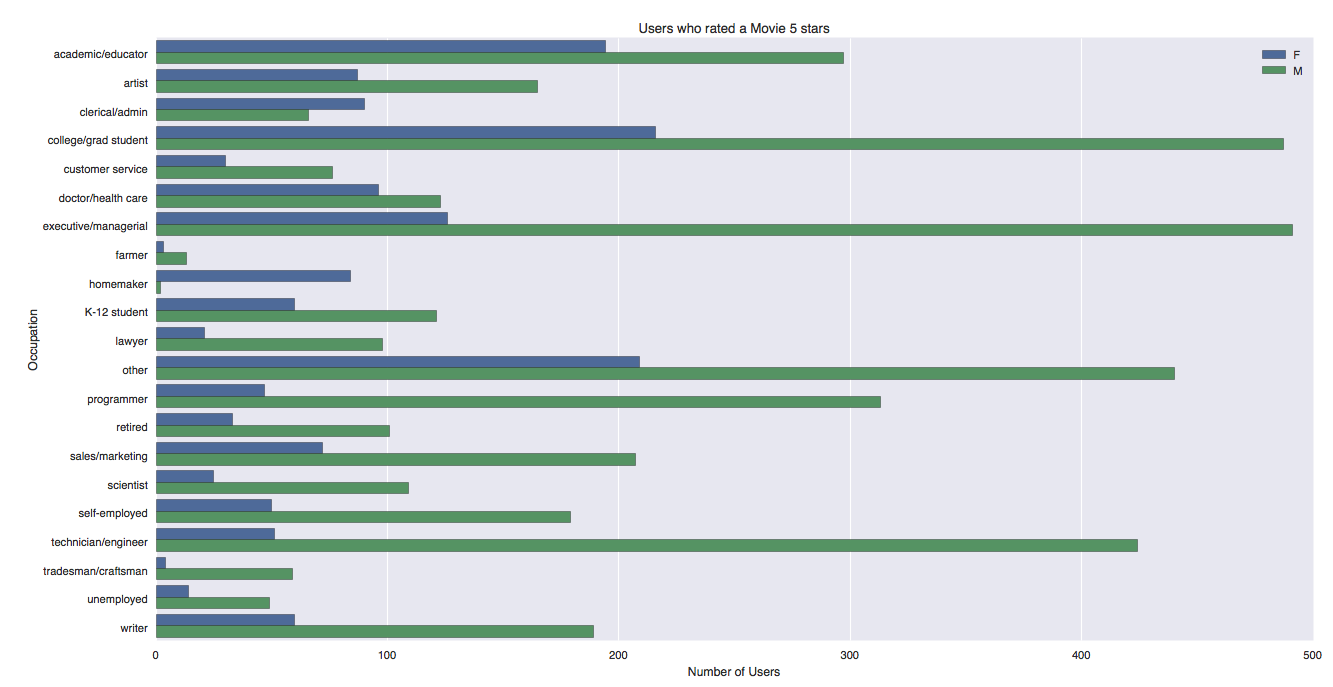 Users who rated a Movie 5 stars
F
M
academic/educator
artist
clerical/admin
college/grad student
customer service
doctor/health care
executive/managerial
farmer
homemaker
K-12 student
lawyer
other
programmer
retired
sales/marketing
scientist
self-employed
technician/engineer
tradesman/craftsman
unemployed
writer
Occupation
0 100 200 300 400 500
Number of Users